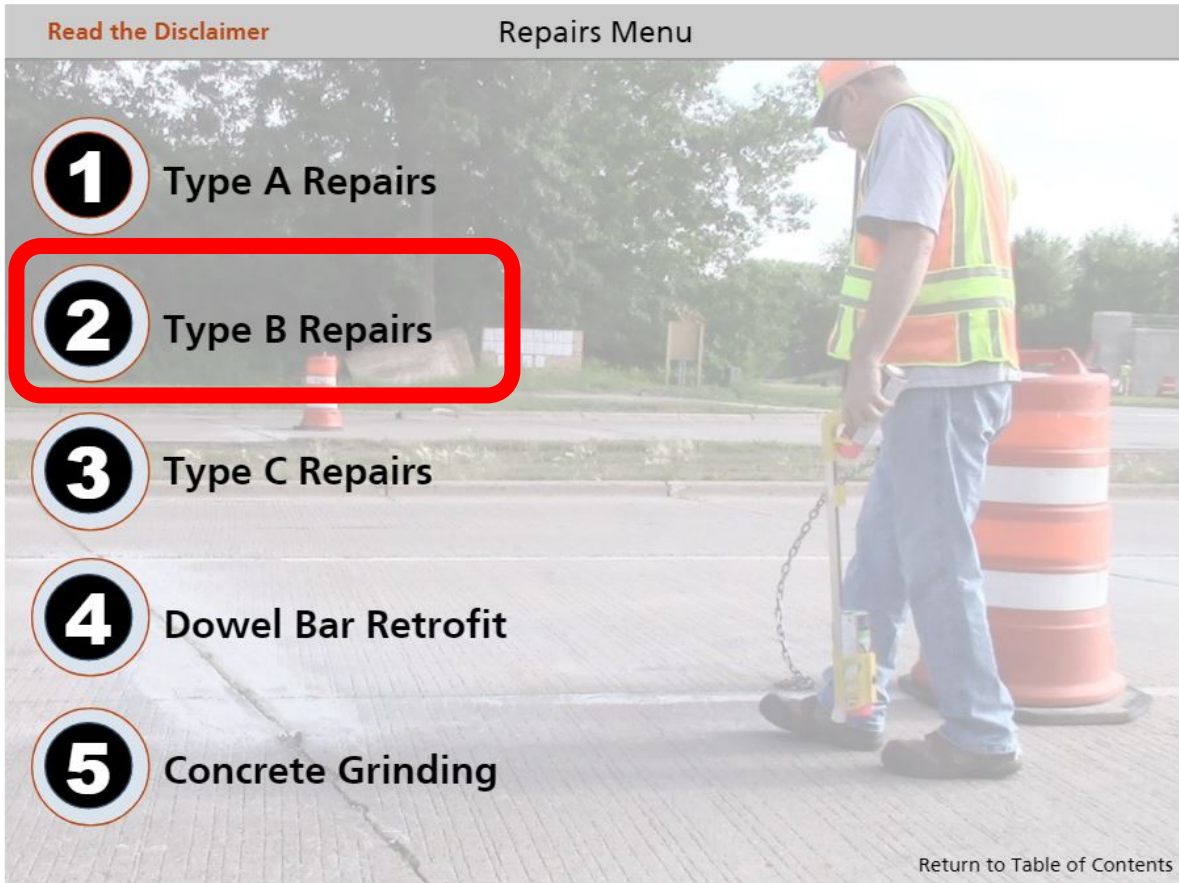 Read the Disclaimer
Repairs Menu
1 Type A Repairs
2 Type B Repairs
3 Type C Repairs
4 Dowel Bar Retrofit
5 Concrete Grinding
Return to Table of Contents